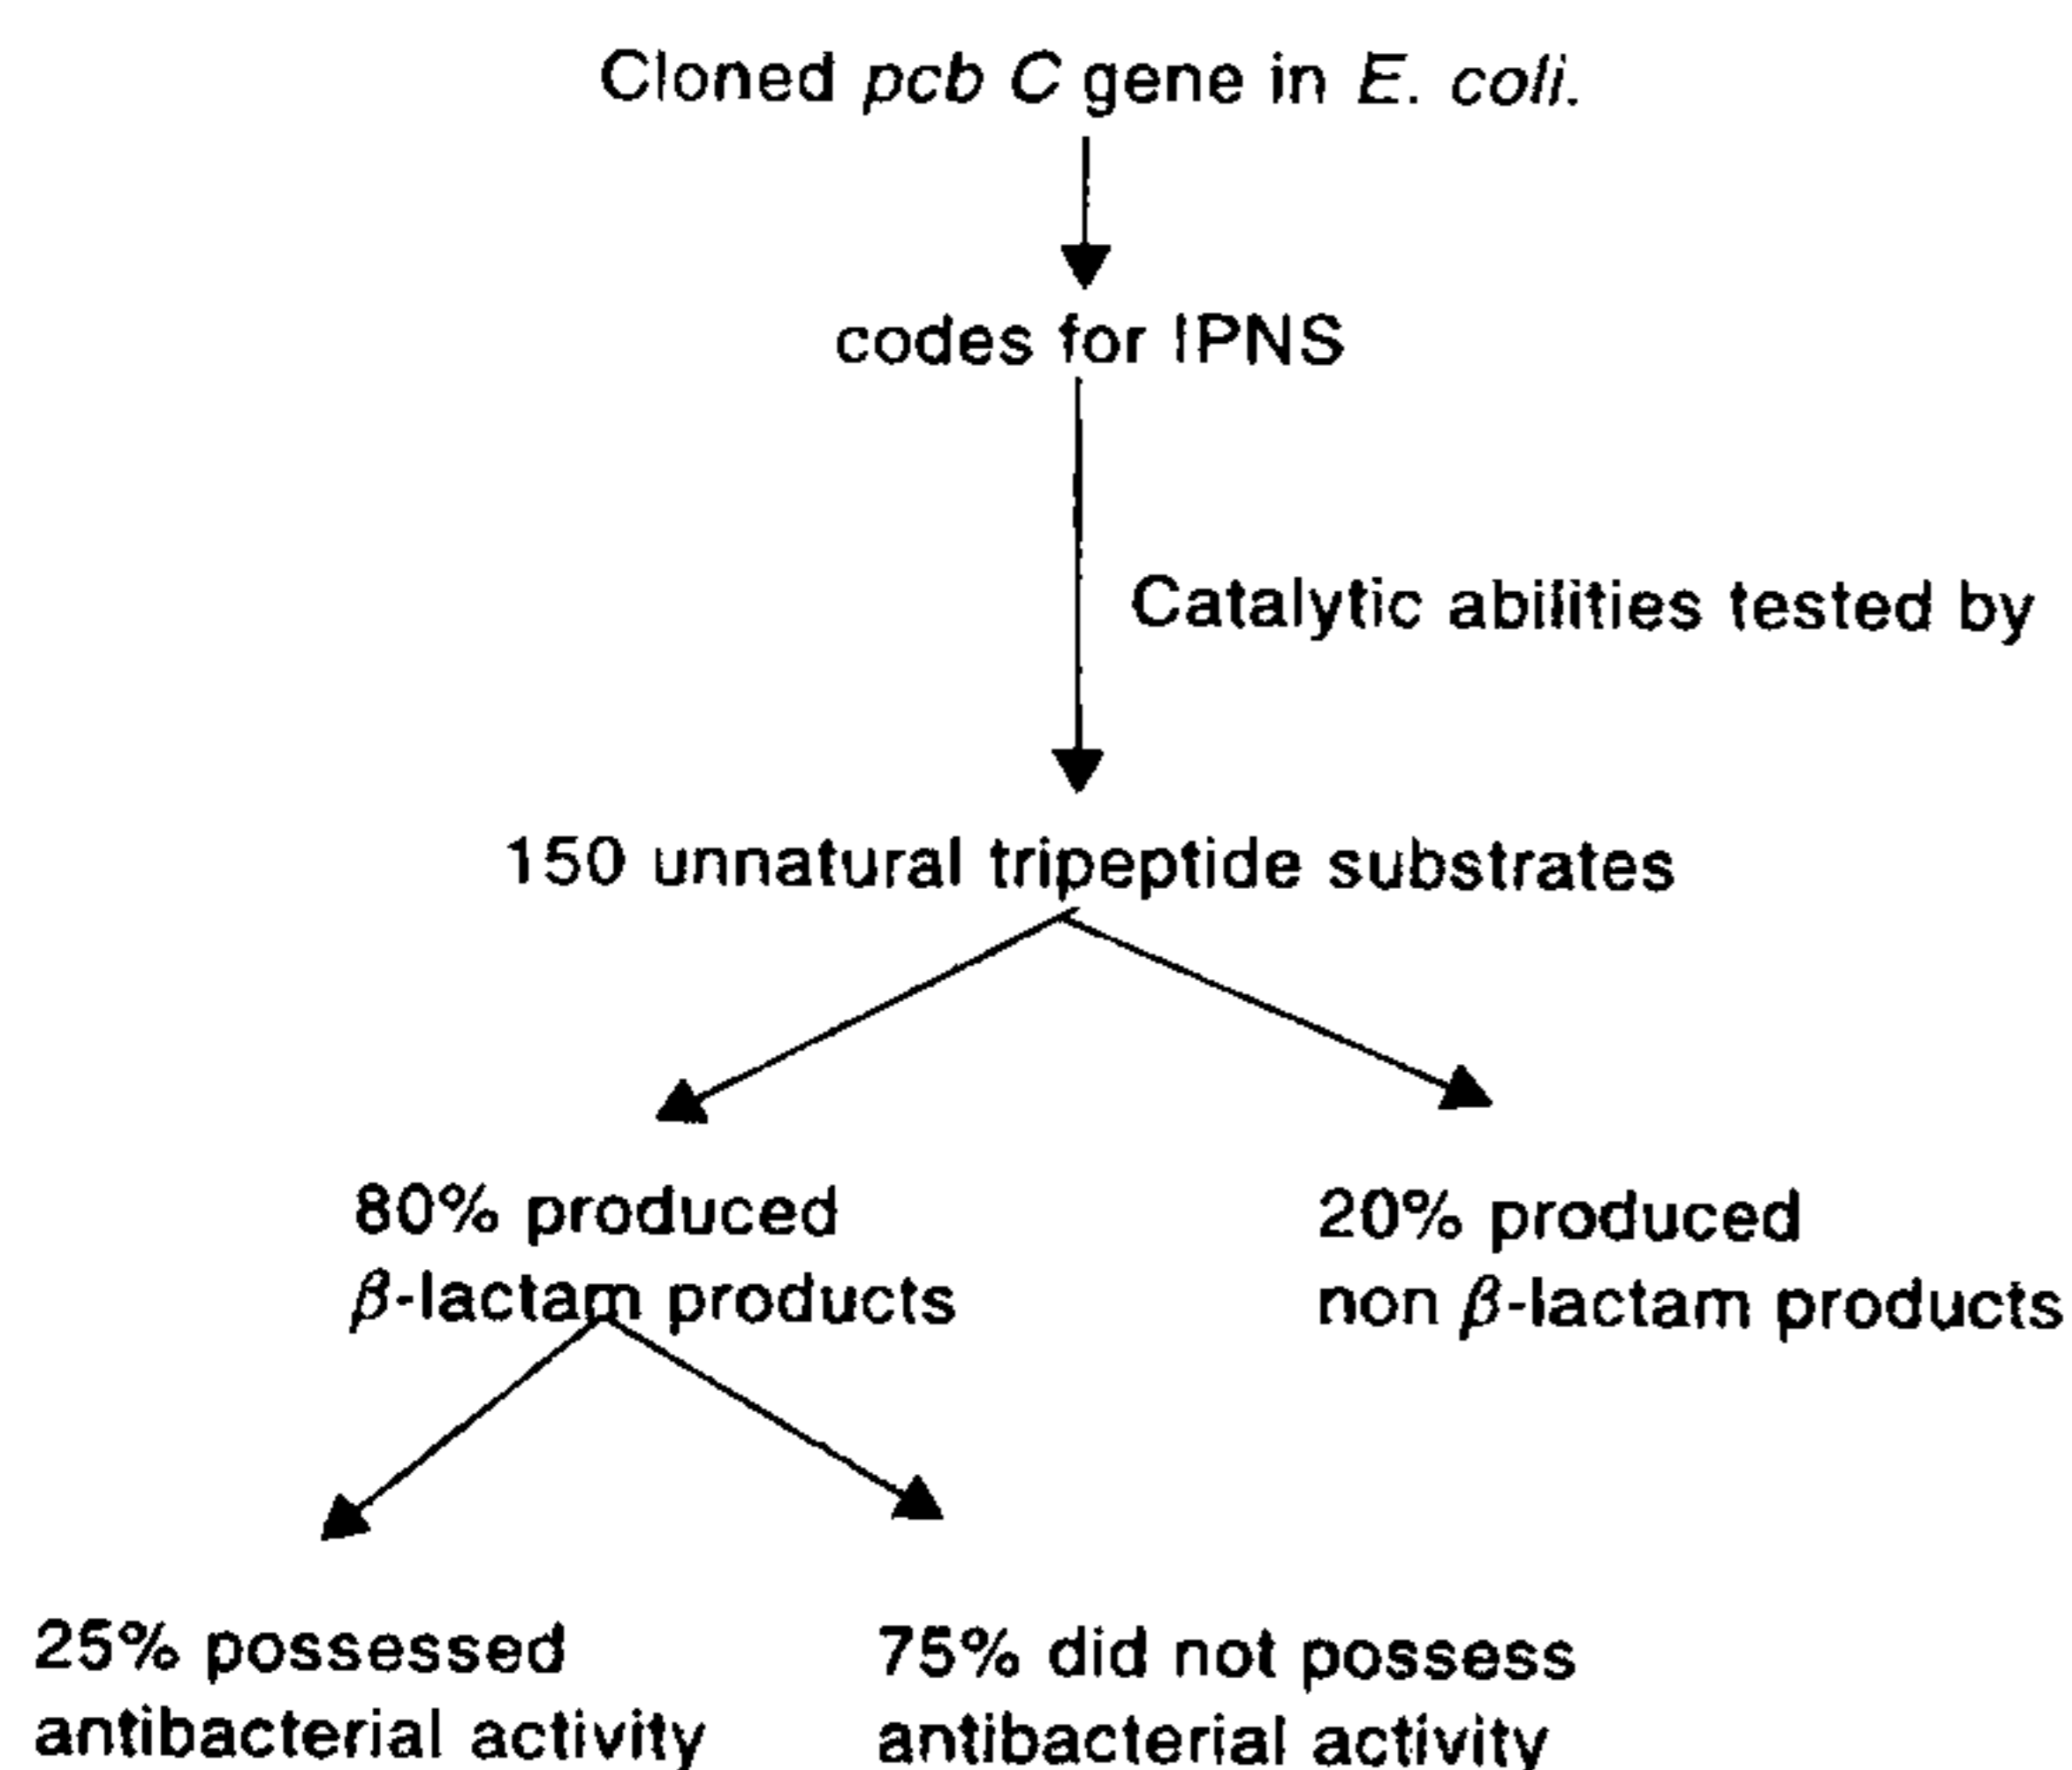 Cloned pcb C gene in E. coli.
codes for IPNS
Catalytic abilities tested by
150 unnatural tripeptide substrates
80% produced
β-lactam products
20% produced
non β-lactam products
25% possessed
antibacterial activity
75% did not possess
antibacterial activity